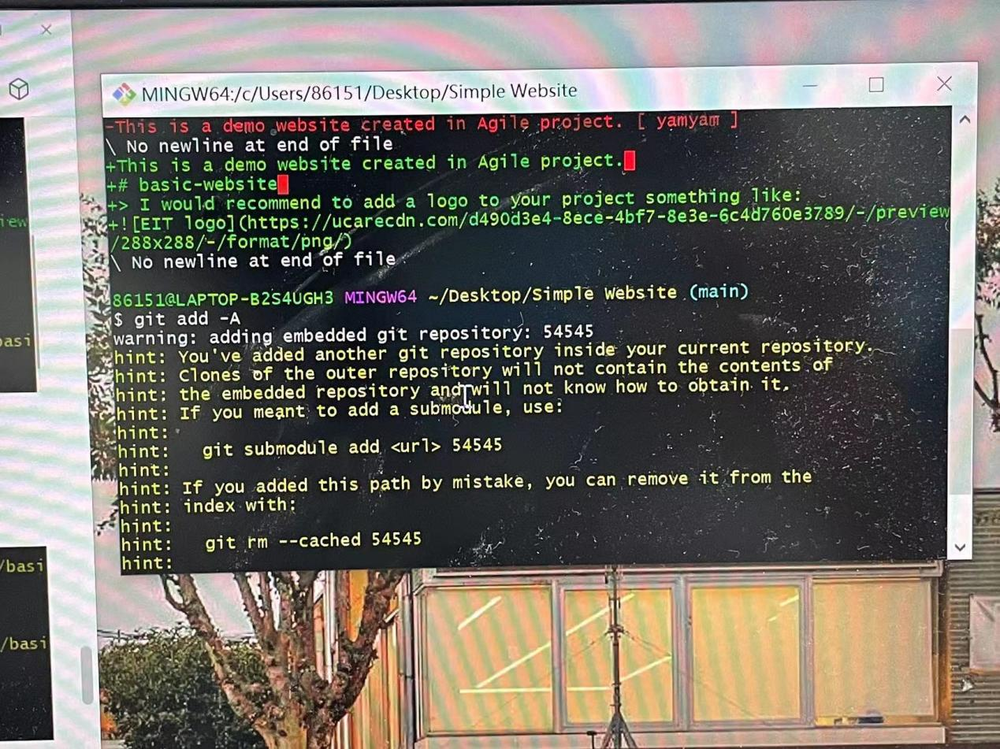 MINGW64:/c/Users/86151/Desktop/Simple Website
-This is a demo website created in Agile project. [ yamyam ]
\ No newline at end of file
+This is a demo website created in Agile project.
+# basic-website
+> I would recommend to add a logo to your project something like:
+![EIT logo](https://ucarecdn.com/d490d3e4-8ece-4bf7-8e3e-6c4d760e3789/-/preview
/288x288/-/format/png/)
\ No newline at end of file
86151@LAPTOP-B2S4UGH3 MINGW64 ~/Desktop/Simple Website (main)
$ git add -A
warning: adding embedded git repository: 54545
hint: You've added another git repository inside your current repository.
hint: Clones of the outer repository will not contain the contents of
hint: the embedded repository and will not know how to obtain it.
hint: If you meant to add a submodule, use:
hint:
hint:   git submodule add <url> 54545
hint:
hint: If you added this path by mistake, you can remove it from the
hint: index with:
hint:
hint:   git rm --cached 54545
hint:
iew
basi
/basi
/basi